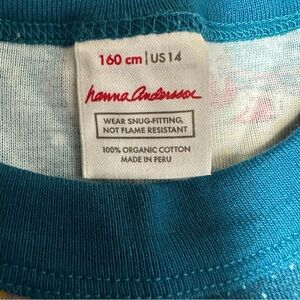 160 cm | US 14
hanna Andersson
WEAR SNUG-FITTING,
NOT FLAME RESISTANT
100% ORGANIC COTTON
MADE IN PERU